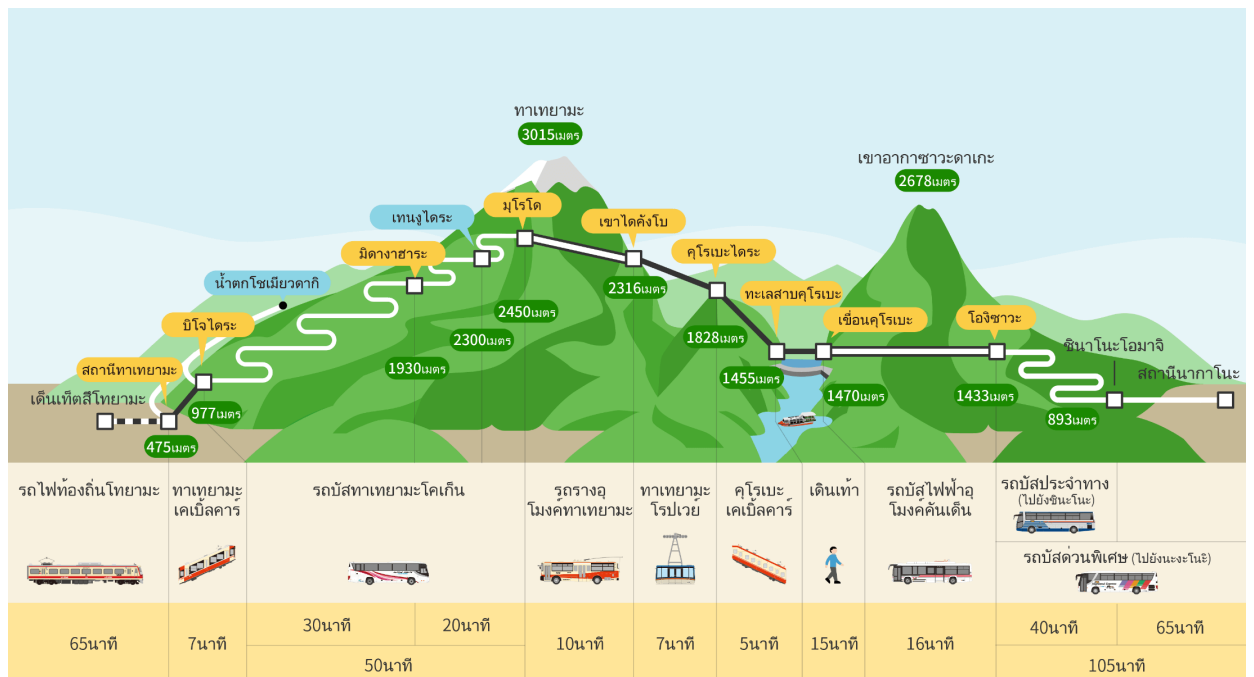 ทาเทยามะ
3015เมตร
เขาอากาซาวะดาเกะ
2678เมตร
มุโรโด
เทนงูไดระ
เขาไดคังโบ
มิดางาฮาระ
คุโรเบะไดระ
น้ำตกโชเมียวดากิ
2316เมตร
ทะเลสาบคุโรเบะ
2450เมตร
บิโจไดระ
เขื่อนคุโรเบะ
โองิซาวะ
2300เมตร
1828เมตร
ชินาโนะโอมาจิ
สถานีทาเทยามะ
1930เมตร
1455เมตร
สถานีนากาโนะ
เด็นเท็ตสึโทยามะ
977เมตร
1470เมตร
1433เมตร
893เมตร
475เมตร
รถไฟท้องถิ่นโทยามะ
ทาเทยามะ
เคเบิ้ลคาร์
รถบัสทาเทยามะโคเก็น
รถรางอุ
โมงค์ทาเทยามะ
ทาเทยามะ
โรปเวย์
คุโรเบะ
เคเบิ้ลคาร์
เดินเท้า
รถบัสไฟฟ้าอุ
โมงค์คันเด็น
รถบัสประจำทาง
(ไปยังชินะโนะ)
รถบัสด่วนพิเศษ (ไปยังนะงะโนะ)
65นาที
7นาที
30นาที
20นาที
50นาที
10นาที
7นาที
5นาที
15นาที
16นาที
40นาที
65นาที
105นาที